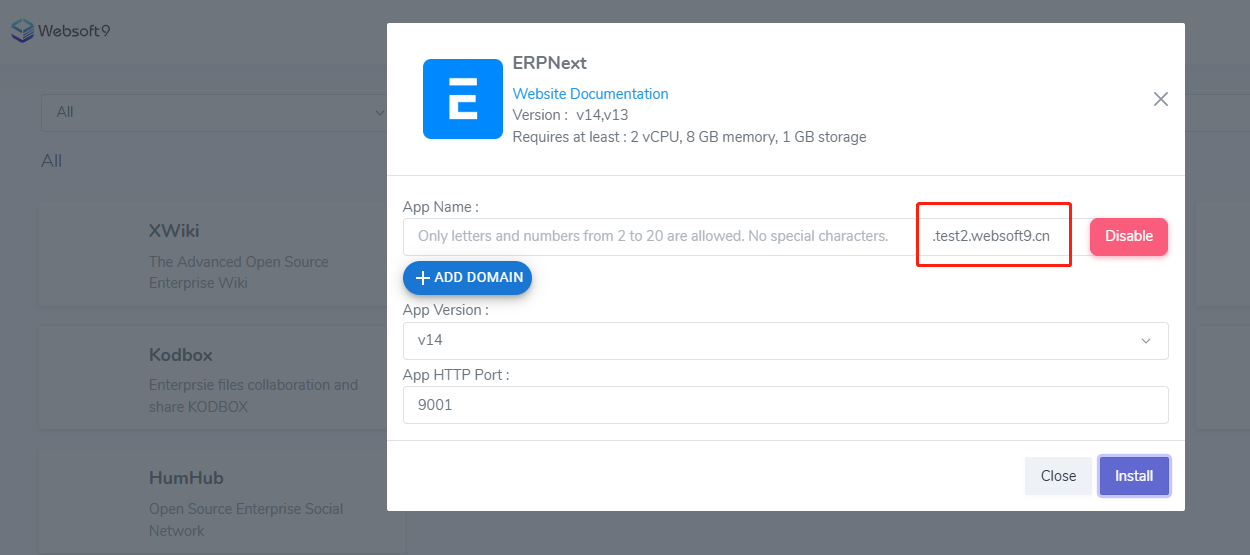 Websoft9
All
All
XWiki
The Advanced Open Source
Enterprise Wiki
Kodbox
Enterprsie files collaboration and
share KODBOX
HumHub
Open Source Enterprise Social
Network
ERPNext
Website Documentation
Version : v14,v13
Requires at least : 2 vCPU, 8 GB memory, 1 GB storage
App Name :
Only letters and numbers from 2 to 20 are allowed. No special characters. .test2.websoft9.cn Disable
ADD DOMAIN
App Version :
v14
App HTTP Port :
9001
Close Install